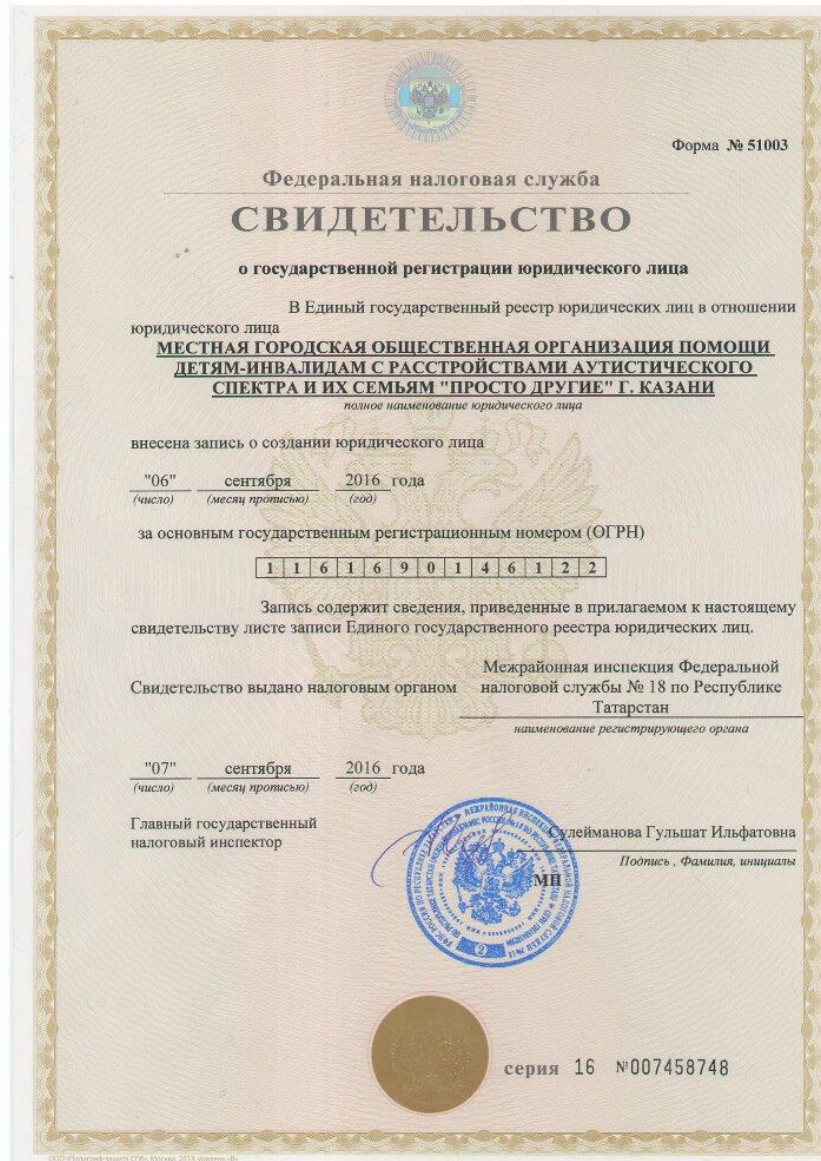 Форма № 51003
Федеральная налоговая служба
СВИДЕТЕЛЬСТВО
о государственной регистрации юридического лица
В Единый государственный реестр юридических лиц в отношении
юридического лица
МЕСТНАЯ ГОРОДСКАЯ ОБЩЕСТВЕННАЯ ОРГАНИЗАЦИЯ ПОМОЩИ
ДЕТЯМ-ИНВАЛИДАМ С РАССТРОЙСТВАМИ АУТИСТИЧЕСКОГО
СПЕКТРА И ИХ СЕМЬЯМ "ПРОСТО ДРУГИЕ" Г. КАЗАНИ
полное наименование юридического лица
внесена запись о создании юридического лица
"06" сентября 2016 года
(число) (месяц прописью) (год)
за основным государственным регистрационным номером (ОГРН)
1 1 6 1 6 9 0 1 4 6 1 2 2
Запись содержит сведения, приведенные в прилагаемом к настоящему
свидетельству листе записи Единого государственного реестра юридических лиц.
Свидетельство выдано налоговым органом
Межрайонная инспекция Федеральной
налоговой службы № 18 по Республике
Татарстан
наименование регистрирующего органа
"07" сентября 2016 года
(число) (месяц прописью) (год)
Главный государственный
налоговый инспектор
Сулейманова Гульшат Ильфатовна
Подпись , Фамилия, инициалы
МП
серия 16 №007458748